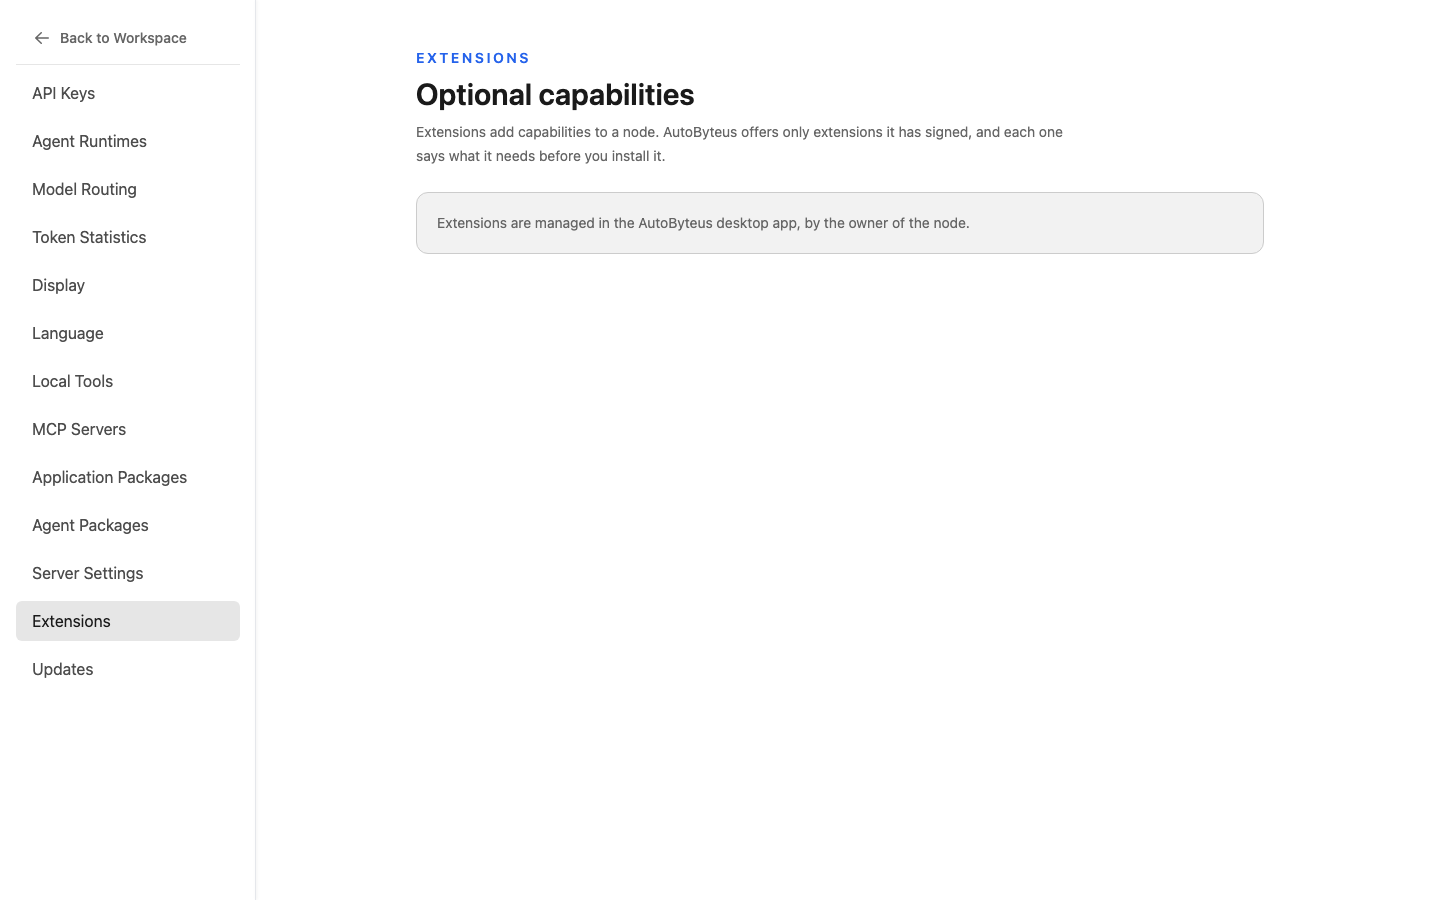 Back to Workspace
API Keys
Agent Runtimes
Model Routing
Token Statistics
Display
Language
Local Tools
MCP Servers
Application Packages
Agent Packages
Server Settings
Extensions
Updates
EXTENSIONS
Optional capabilities
Extensions add capabilities to a node. AutoByteus offers only extensions it has signed, and each one
says what it needs before you install it.
Extensions are managed in the AutoByteus desktop app, by the owner of the node.